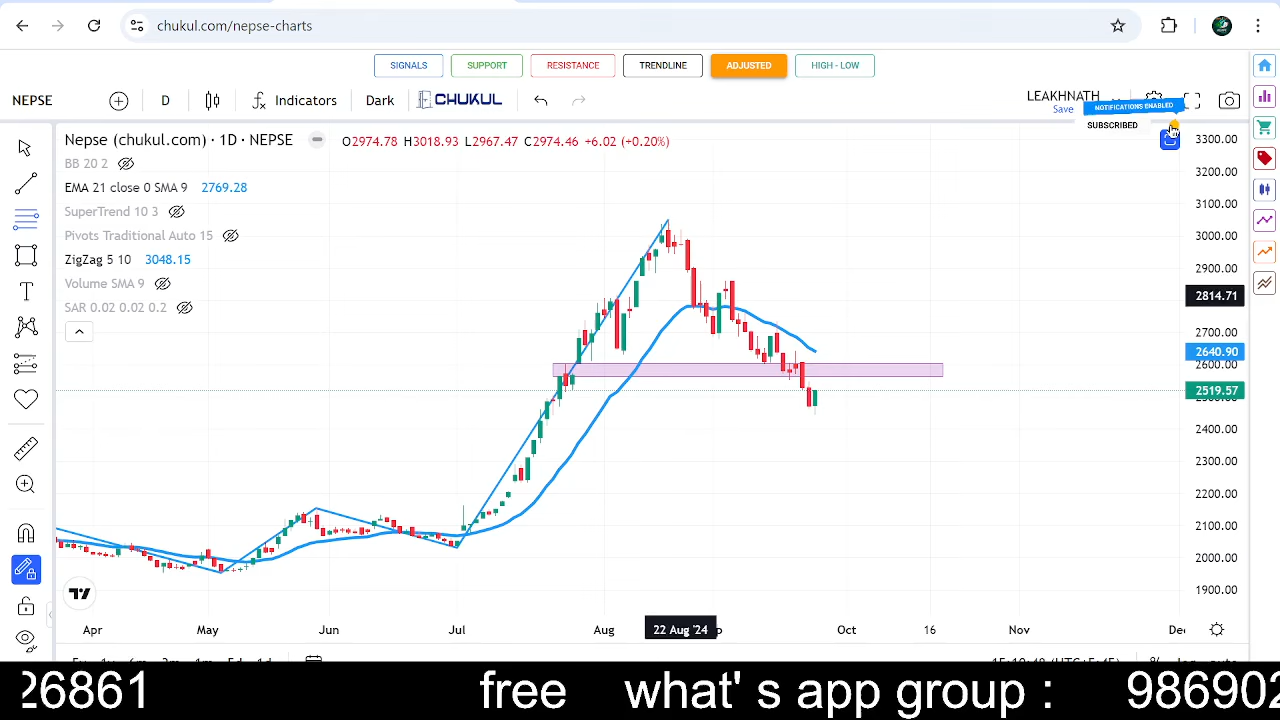 chukul.com/nepse-charts
SIGNALS SUPPORT RESISTANCE TRENDLINE ADJUSTED HIGH - LOW
NEPSE D Indicators Dark CHUKUL LEAKHNATH
Save
NOTIFICATIONS ENABLED
SUBSCRIBED
Nepse (chukul.com) · 1D · NEPSE O2974.78 H3018.93 L2967.47 C2974.46 +6.02 (+0.20%)
BB 20 2
EMA 21 close 0 SMA 9 2769.28
SuperTrend 10 3
Pivots Traditional Auto 15
ZigZag 5 10 3048.15
Volume SMA 9
SAR 0.02 0.02 0.2
3300.00
3200.00
3100.00
3000.00
2900.00
2814.71
2700.00
2640.90
2600.00
2519.57
2400.00
2300.00
2200.00
2100.00
2000.00
1900.00
Apr May Jun Jul Aug 22 Aug '24 Oct 16 Nov
26861 free what' s app group : 986902